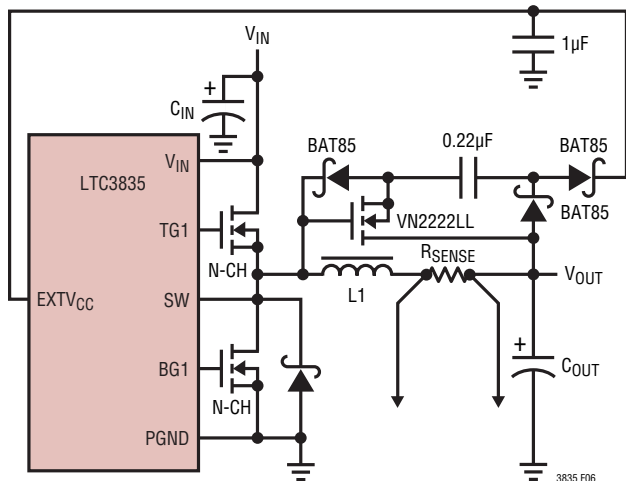 1µF
VIN
+
CIN
BAT85
0.22µF
BAT85
VIN
LTC3835
VN2222LL
BAT85
TG1
RSENSE
N-CH
VOUT
L1
EXTVCC
SW
+
COUT
BG1
N-CH
PGND
3835 F06